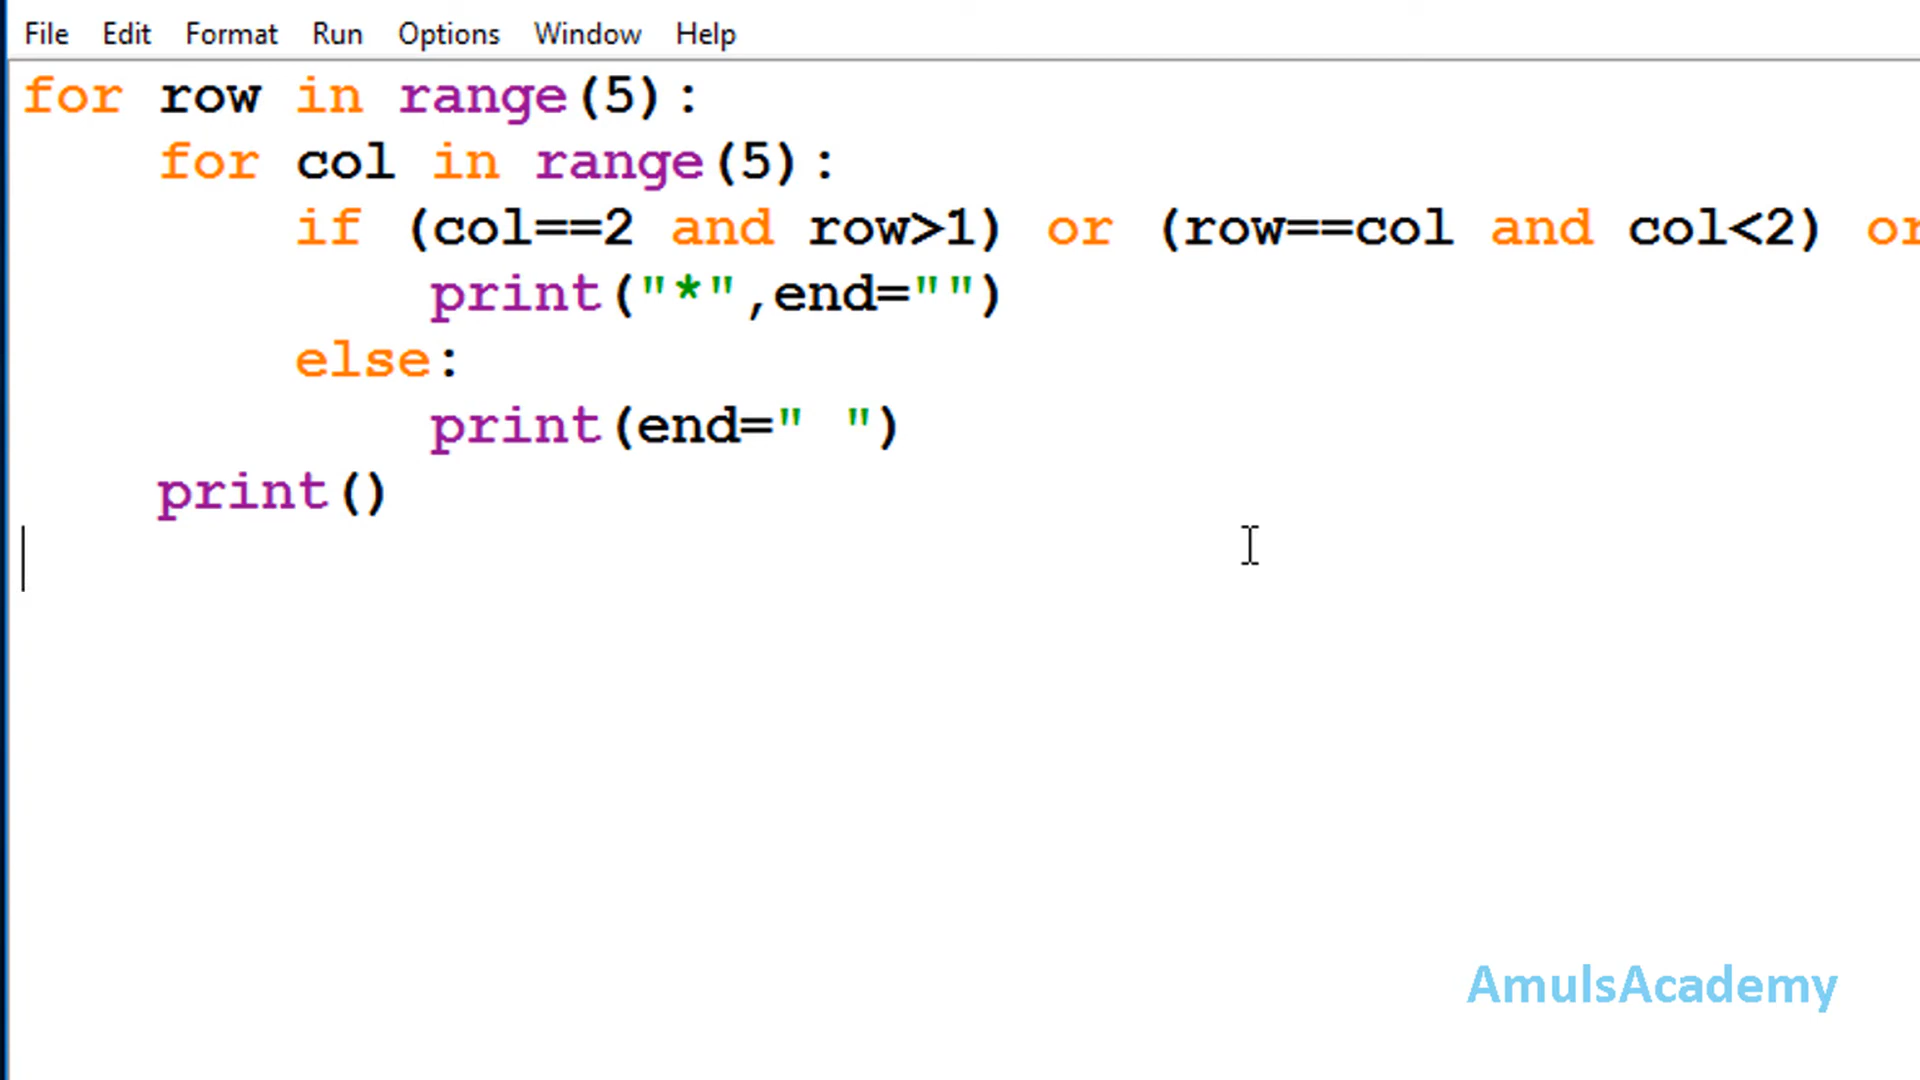 File Edit Format Run Options Window Help
for row in range(5):
    for col in range(5):
        if (col==2 and row>1) or (row==col and col<2) or
            print("*",end="")
        else:
            print(end=" ")
    print()
AmulsAcademy